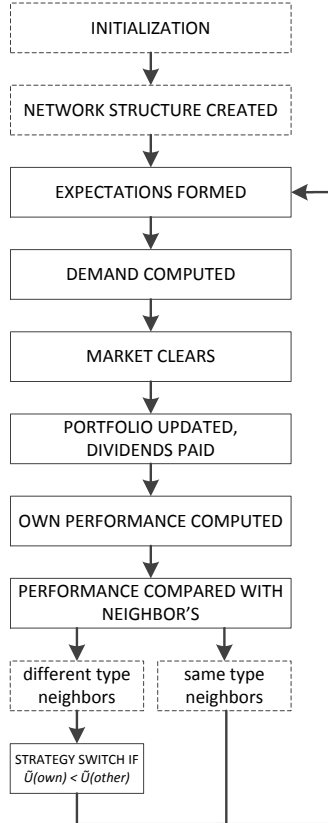 INITIALIZATION
NETWORK STRUCTURE CREATED
EXPECTATIONS FORMED
DEMAND COMPUTED
MARKET CLEARS
PORTFOLIO UPDATED,
DIVIDENDS PAID
OWN PERFORMANCE COMPUTED
PERFORMANCE COMPARED WITH
NEIGHBOR'S
different type
neighbors
same type
neighbors
STRATEGY SWITCH IF
Ũ(own) < Ũ(other)